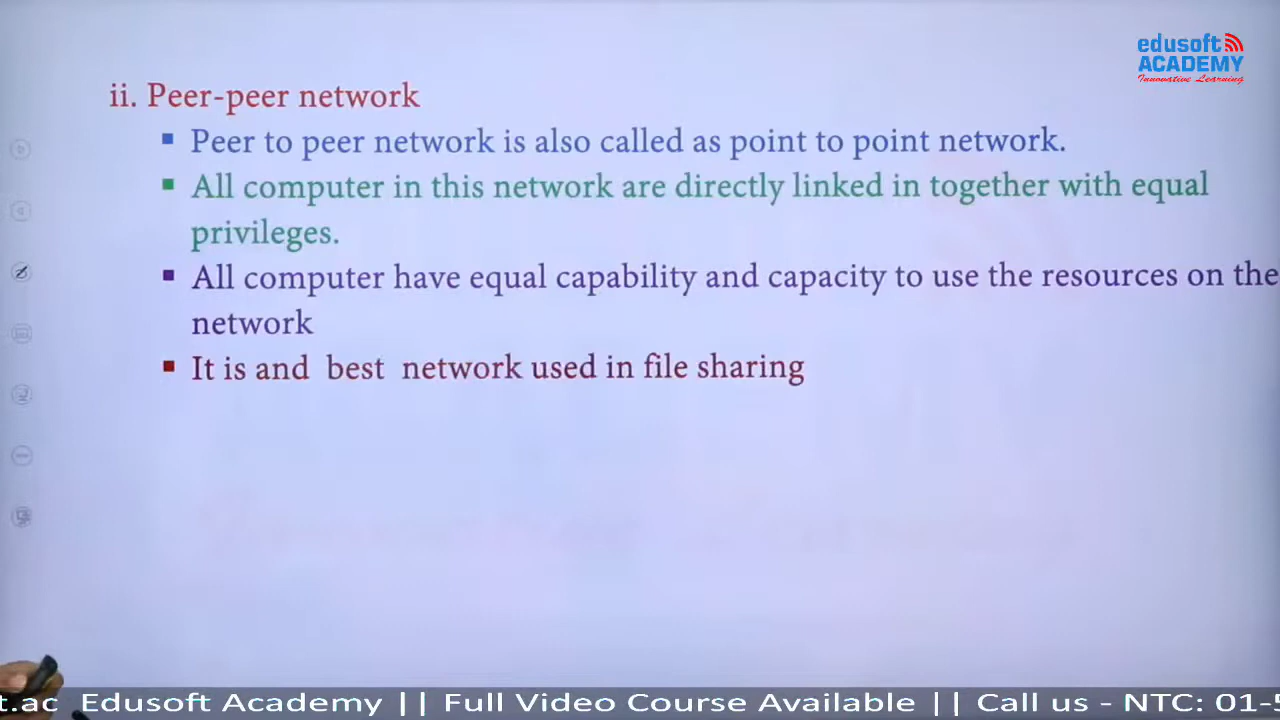 edusoft
ACADEMY
Innovative Learning
ii. Peer-peer network
Peer to peer network is also called as point to point network.
All computer in this network are directly linked in together with equal
privileges.
All computer have equal capability and capacity to use the resources on the
network
It is and best network used in file sharing
t.ac Edusoft Academy || Full Video Course Available || Call us - NTC: 01-5